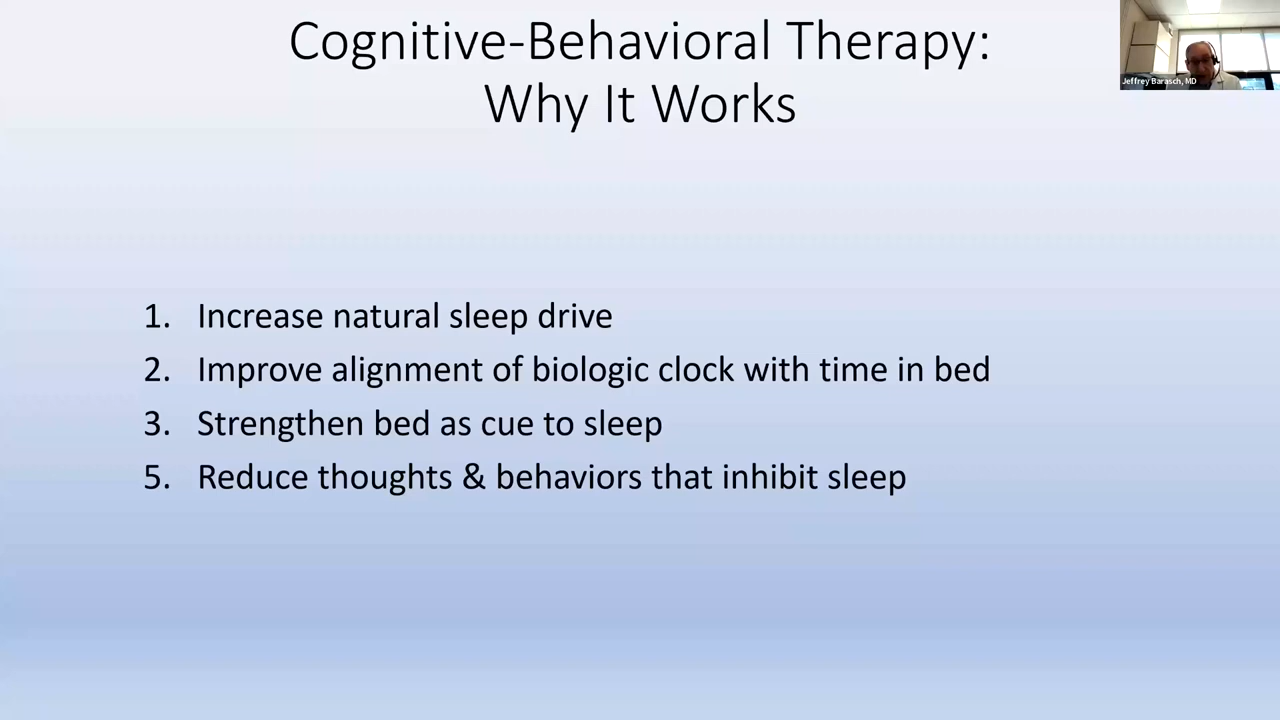 Cognitive-Behavioral Therapy:
Why It Works
Jeffrey Barasch, MD
1. Increase natural sleep drive
2. Improve alignment of biologic clock with time in bed
3. Strengthen bed as cue to sleep
5. Reduce thoughts & behaviors that inhibit sleep